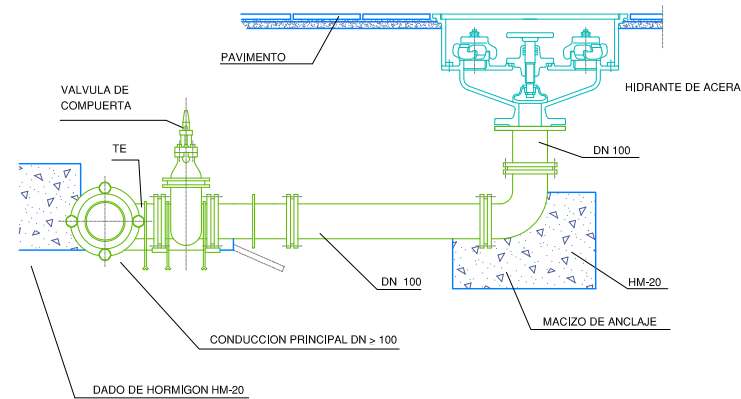 PAVIMENTO
HIDRANTE DE ACERA
VALVULA DE
COMPUERTA
TE
DN 100
DN 100
HM-20
MACIZO DE ANCLAJE
CONDUCCION PRINCIPAL DN ≥ 100
DADO DE HORMIGON HM-20